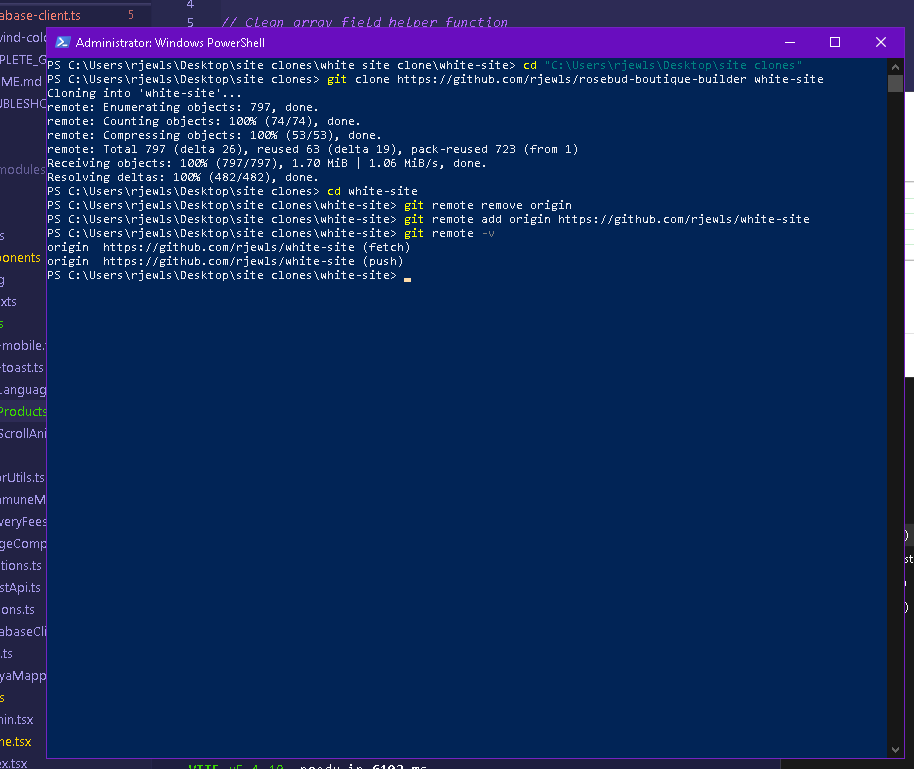 abase-client.ts 5
4
5 // Clean array field helper function
Administrator: Windows PowerShell
PS C:\Users\rjewls\Desktop\site clones\white site clone\white-site> cd "C:\Users\rjewls\Desktop\site clones"
PS C:\Users\rjewls\Desktop\site clones> git clone https://github.com/rjewls/rosebud-boutique-builder white-site
Cloning into 'white-site'...
remote: Enumerating objects: 797, done.
remote: Counting objects: 100% (74/74), done.
remote: Compressing objects: 100% (53/53), done.
remote: Total 797 (delta 26), reused 63 (delta 19), pack-reused 723 (from 1)
Receiving objects: 100% (797/797), 1.70 MiB | 1.06 MiB/s, done.
Resolving deltas: 100% (482/482), done.
PS C:\Users\rjewls\Desktop\site clones> cd white-site
PS C:\Users\rjewls\Desktop\site clones\white-site> git remote remove origin
PS C:\Users\rjewls\Desktop\site clones\white-site> git remote add origin https://github.com/rjewls/white-site
PS C:\Users\rjewls\Desktop\site clones\white-site> git remote -v
origin  https://github.com/rjewls/white-site (fetch)
origin  https://github.com/rjewls/white-site (push)
PS C:\Users\rjewls\Desktop\site clones\white-site>
vind-col
PLETE_G
ME.md
UBLESHO
modules
s
ponents
g
xts
s
-mobile.
-toast.ts
Languag
Products
ScrollAni
orUtils.ts
mmuneM
veryFees
geComp
tions.ts
stApi.ts
ons.ts
abaseCli
.ts
yaMapp
s
min.tsx
ne.tsx
ex.tsx
)
st
)
VITE v5.4.10 ready in 6102 ms